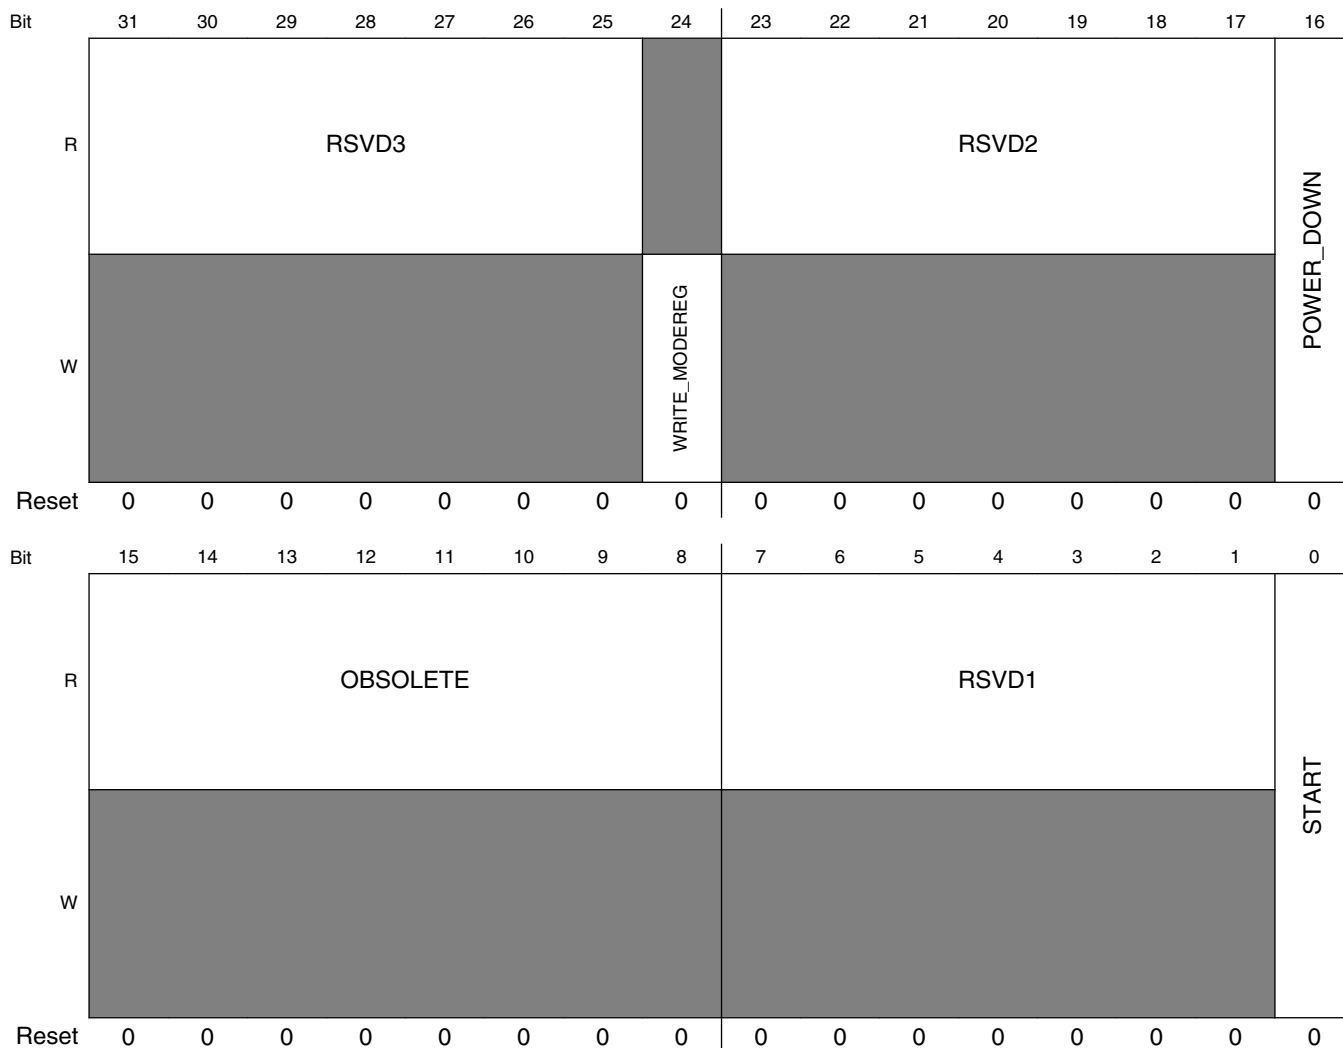 Bit 31 30 29 28 27 26 25 24 23 22 21 20 19 18 17 16
R RSVD3 RSVD2
POWER_DOWN
W WRITE_MODEREG
Reset 0 0 0 0 0 0 0 0 0 0 0 0 0 0 0 0
Bit 15 14 13 12 11 10 9 8 7 6 5 4 3 2 1 0
R OBSOLETE RSVD1
START
W
Reset 0 0 0 0 0 0 0 0 0 0 0 0 0 0 0 0